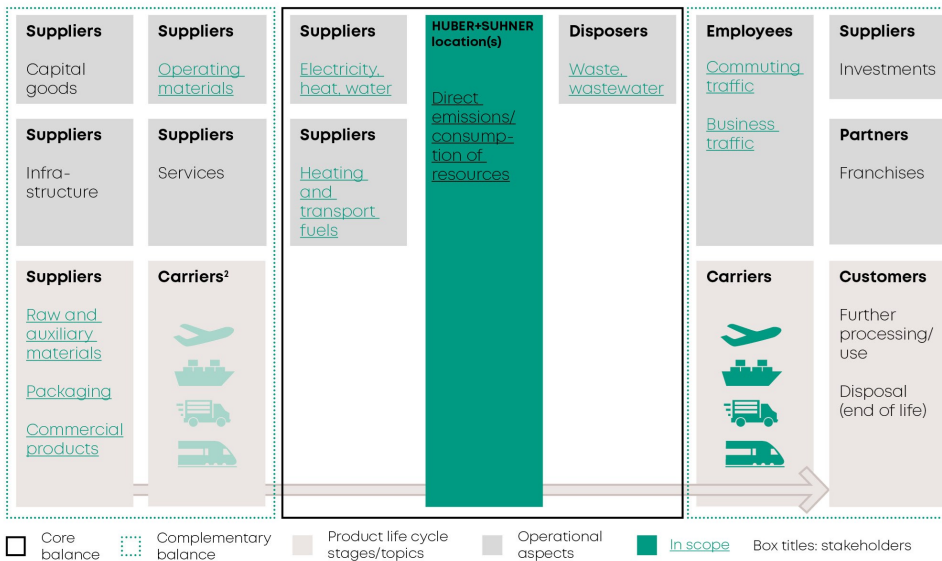 Suppliers
Capital
goods
Suppliers
Operating
materials
Suppliers
Infra-
structure
Suppliers
Services
Suppliers
Raw and
auxiliary
materials
Packaging
Commercial
products
Carriers²
Suppliers
Electricity,
heat, water
Suppliers
Heating
and
transport
fuels
HUBER+SUHNER
location(s)
Direct
emissions/
consump-
tion of
resources
Disposers
Waste,
wastewater
Employees
Commuting
traffic
Business
traffic
Suppliers
Investments
Partners
Franchises
Carriers
Customers
Further
processing/
use
Disposal
(end of life)
Core
balance
Complementary
balance
Product life cycle
stages/topics
Operational
aspects
In scope
Box titles: stakeholders